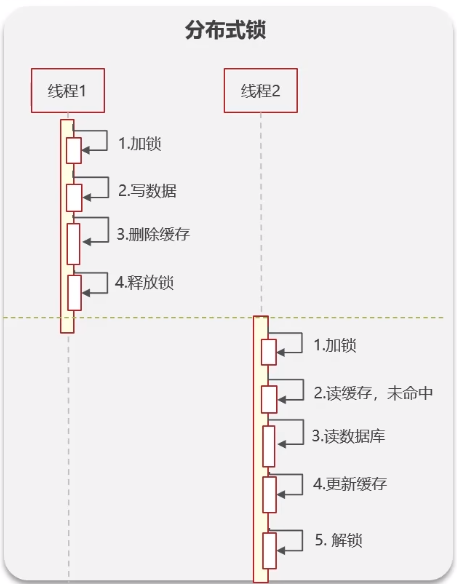 分布式锁
线程1
线程2
1.加锁
2.写数据
3.删除缓存
4.释放锁
1.加锁
2.读缓存，未命中
3.读数据库
4.更新缓存
5. 解锁